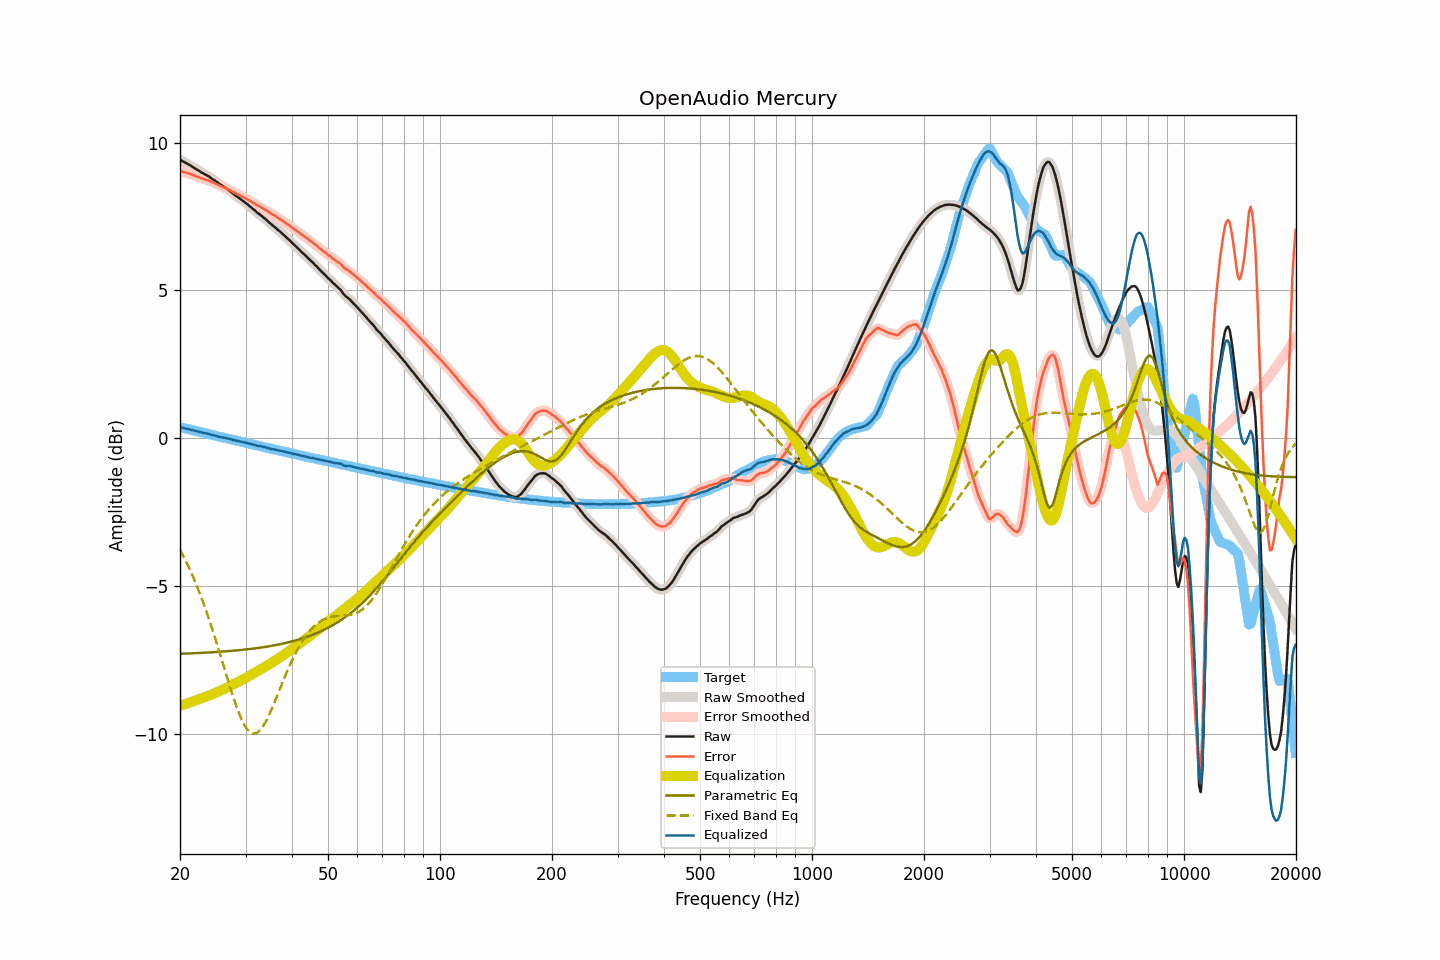 OpenAudio Mercury
Amplitude (dBr)
10
5
0
−5
−10
Target
Raw Smoothed
Error Smoothed
Raw
Error
Equalization
Parametric Eq
Fixed Band Eq
Equalized
20 50 100 200 500 1000 2000 5000 10000 20000
Frequency (Hz)